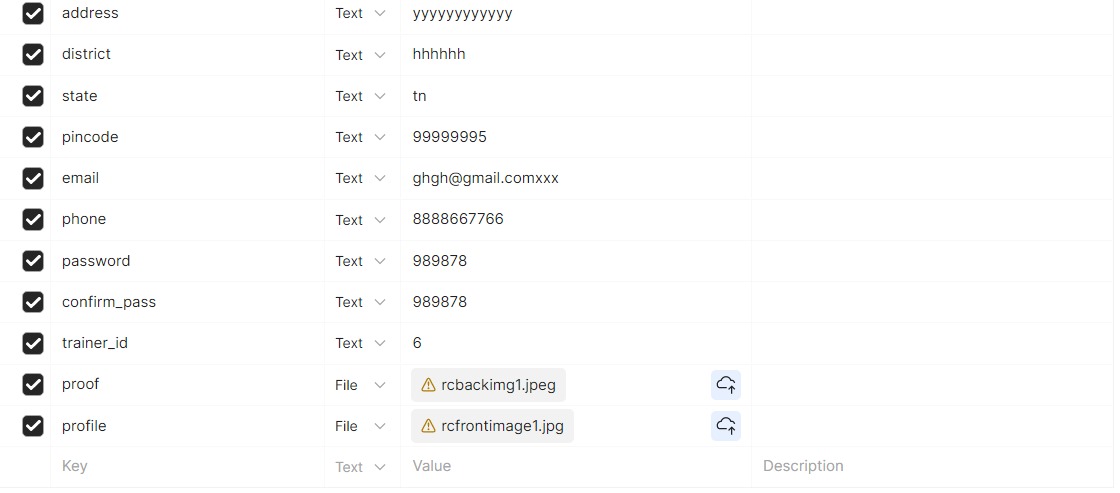 address Text yyyyyyyyyyyy
district Text hhhhhh
state Text tn
pincode Text 99999995
email Text ghgh@gmail.comxxx
phone Text 8888667766
password Text 989878
confirm_pass Text 989878
trainer_id Text 6
proof File rcbackimg1.jpeg
profile File rcfrontimage1.jpg
Key Text Value Description